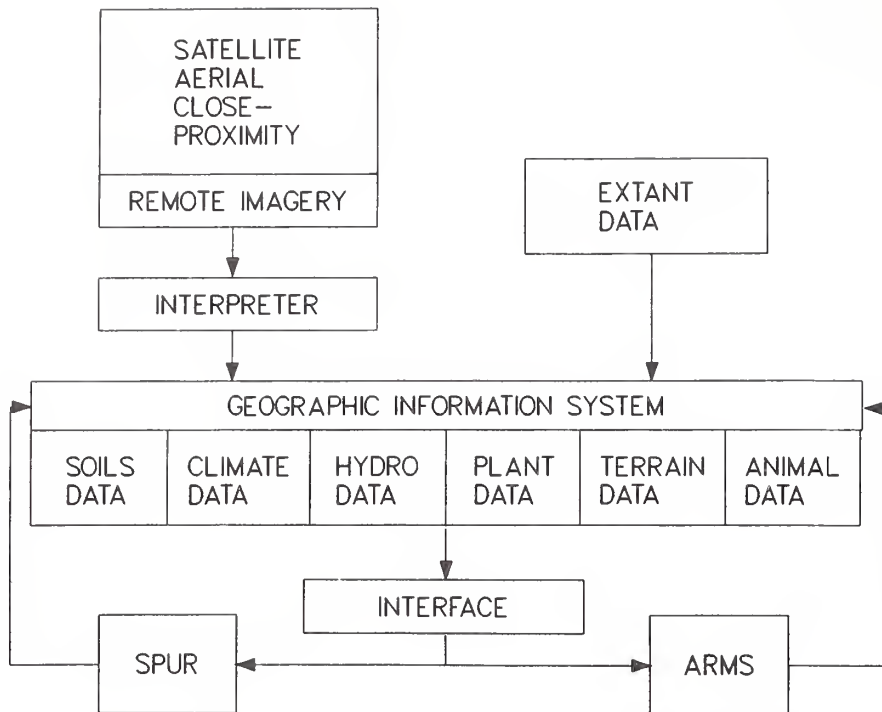 SATELLITE
AERIAL
CLOSE-
PROXIMITY
REMOTE IMAGERY
EXTANT
DATA
INTERPRETER
GEOGRAPHIC INFORMATION SYSTEM
SOILS
DATA
CLIMATE
DATA
HYDRO
DATA
PLANT
DATA
TERRAIN
DATA
ANIMAL
DATA
INTERFACE
SPUR
ARMS